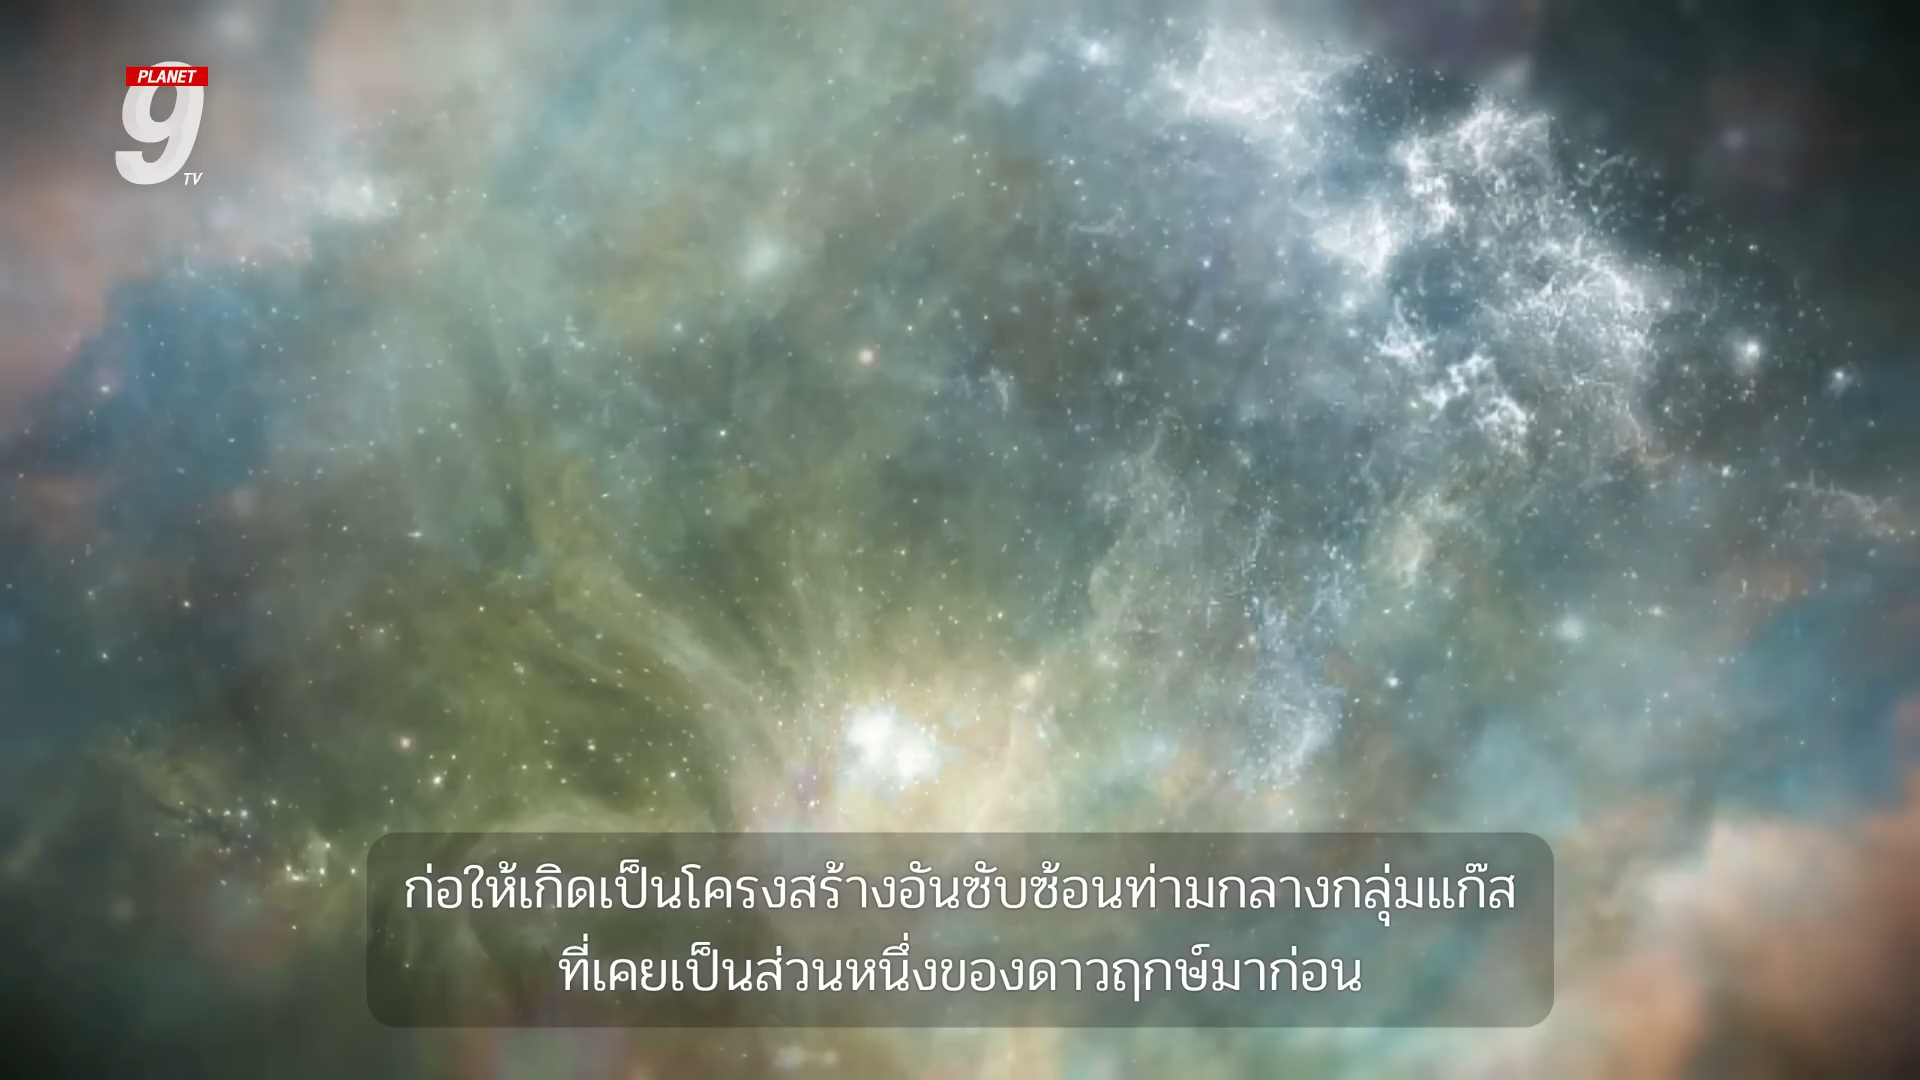 PLANET
9
TV
ก่อให้เกิดเป็นโครงสร้างอันซับซ้อนท่ามกลางกลุ่มแก๊ส
ที่เคยเป็นส่วนหนึ่งของดาวฤกษ์มาก่อน